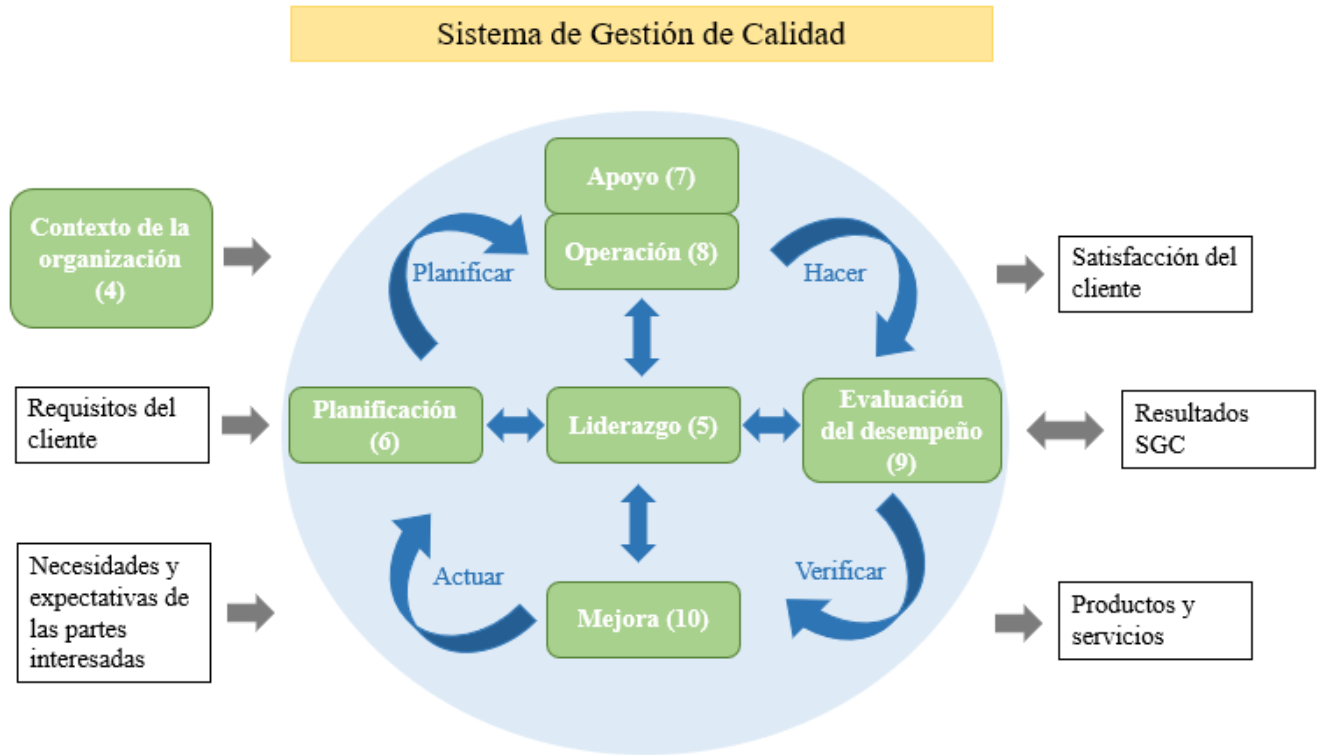 Sistema de Gestión de Calidad
Apoyo (7)
Contexto de la
organización
(4)
Operación (8)
Planificar
Hacer
Satisfacción del
cliente
Requisitos del
cliente
Planificación
(6)
Liderazgo (5)
Evaluación
del desempeño
(9)
Resultados
SGC
Necesidades y
expectativas de
las partes
interesadas
Actuar
Mejora (10)
Verificar
Productos y
servicios